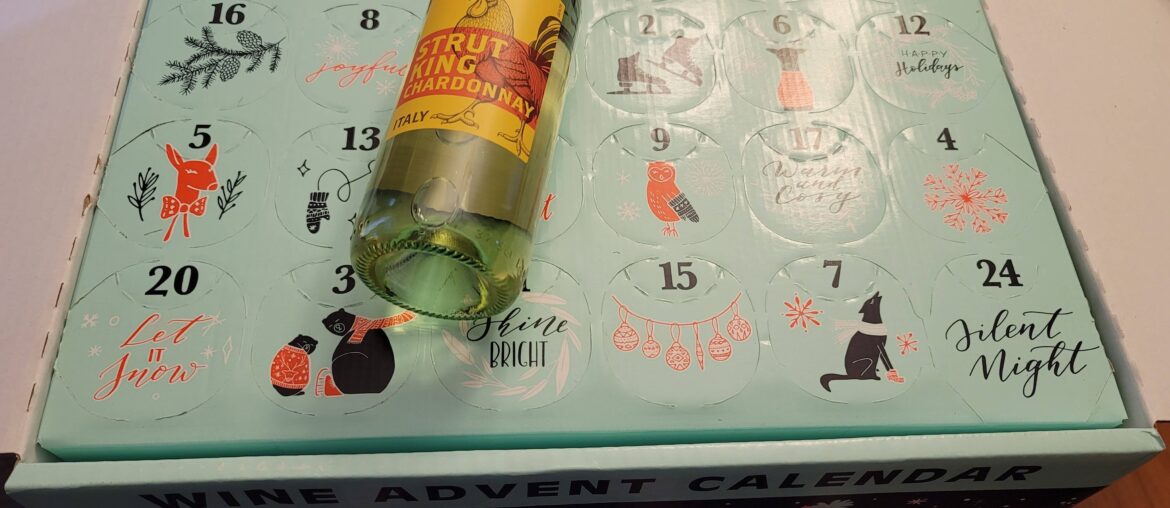 16
8
joyful
STRUT
KING
CHARDONNAY
ITALY
2
6
12
HAPPY
Holidays
5
13
9
17
Warm
and
Cosy
4
20
Let
IT
Snow
3
Shine
BRIGHT
15
7
24
Silent
Night
WINE ADVENT CALENDAR